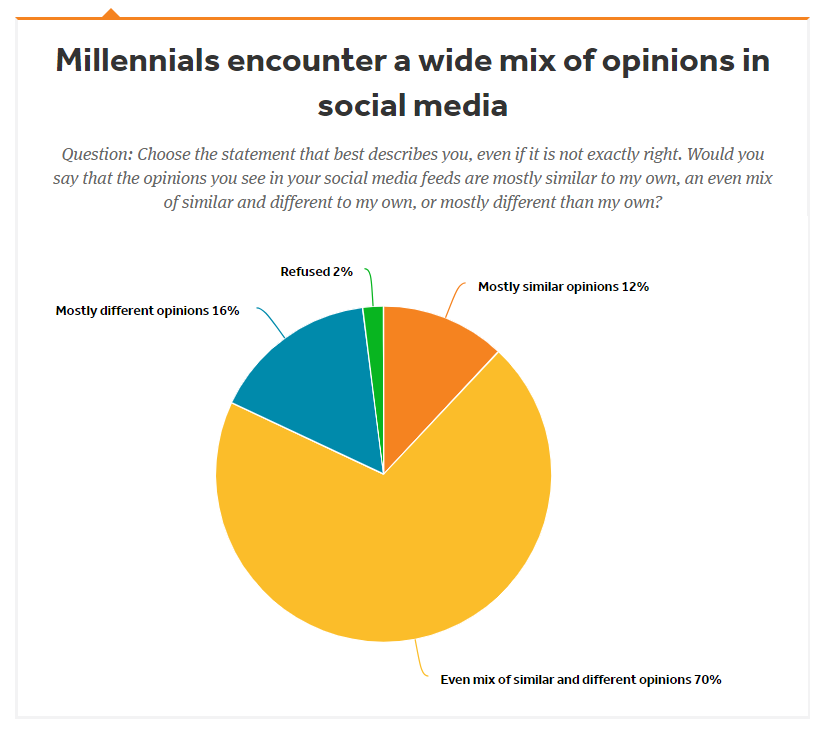 Millennials encounter a wide mix of opinions in
social media
Question: Choose the statement that best describes you, even if it is not exactly right. Would you
say that the opinions you see in your social media feeds are mostly similar to my own, an even mix
of similar and different to my own, or mostly different than my own?
Refused 2%
Mostly similar opinions 12%
Mostly different opinions 16%
Even mix of similar and different opinions 70%